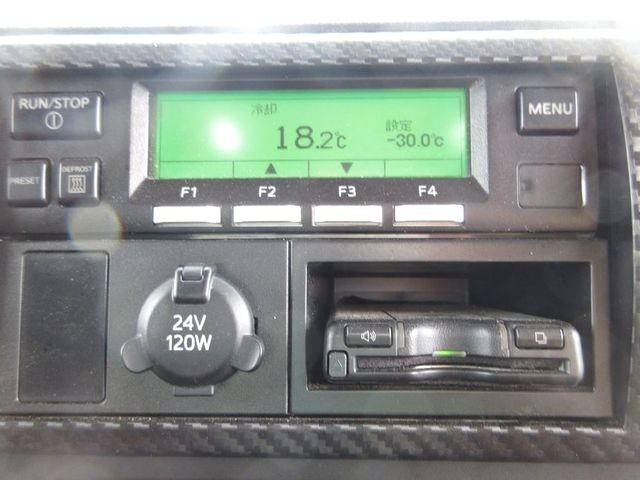 RUN/STOP
冷却
18.2℃
設定
-30.0℃
MENU
PRESET
DEFROST
▲ ▼
F1 F2 F3 F4
24V
120W